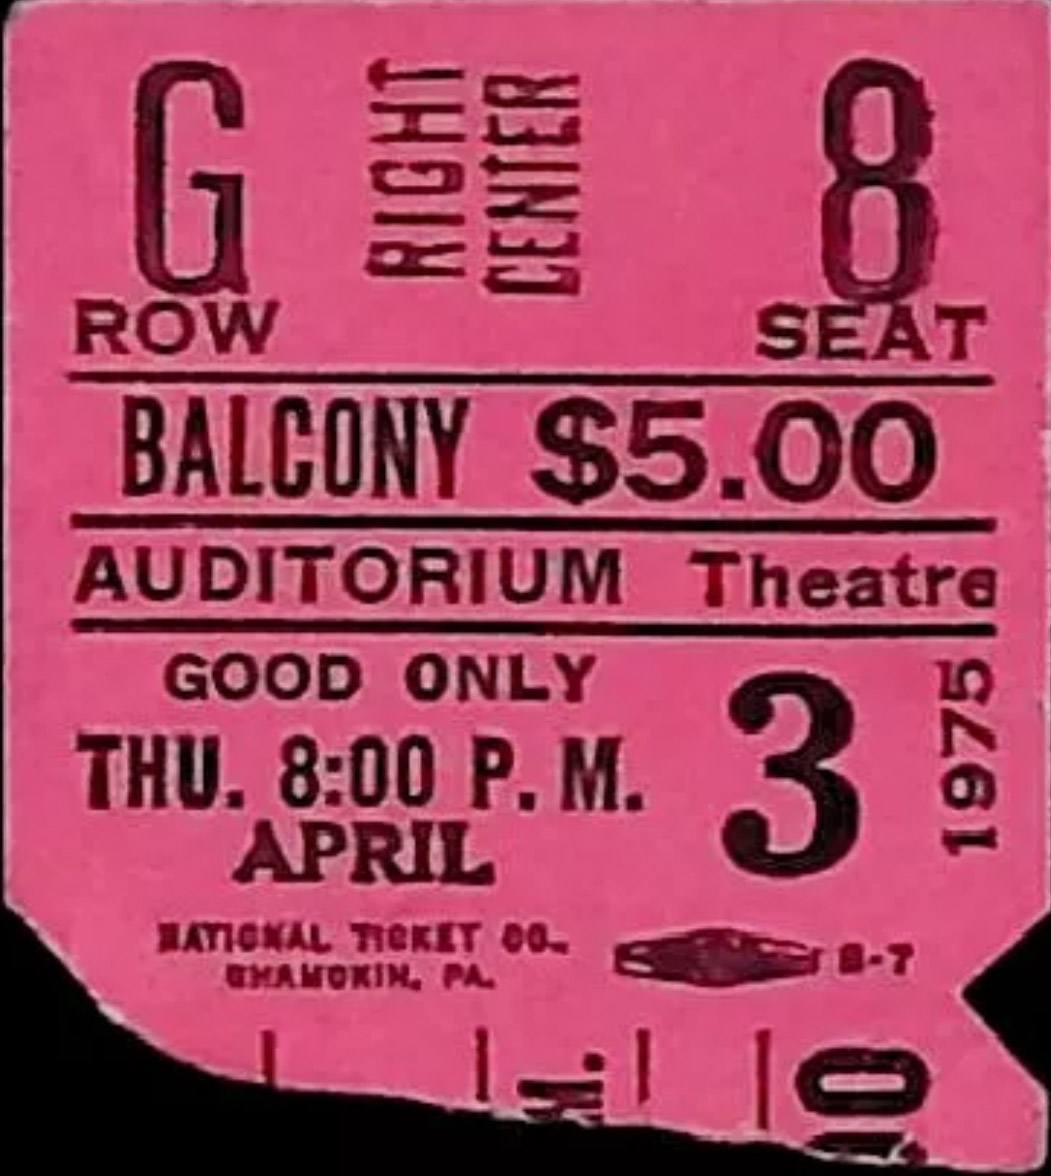 G RIGHT CENTER 8
ROW SEAT
BALCONY $5.00
AUDITORIUM Theatre
GOOD ONLY
THU. 8:00 P. M. 3 1975
APRIL
NATIONAL TICKET CO.
SHAMOKIN, PA. 8-7